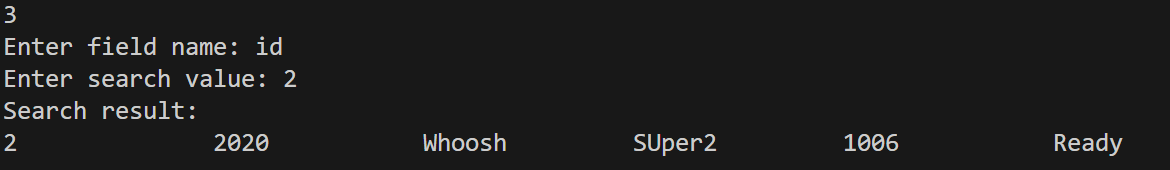 3
Enter field name: id
Enter search value: 2
Search result:
2 2020 Whoosh SUper2 1006 Ready